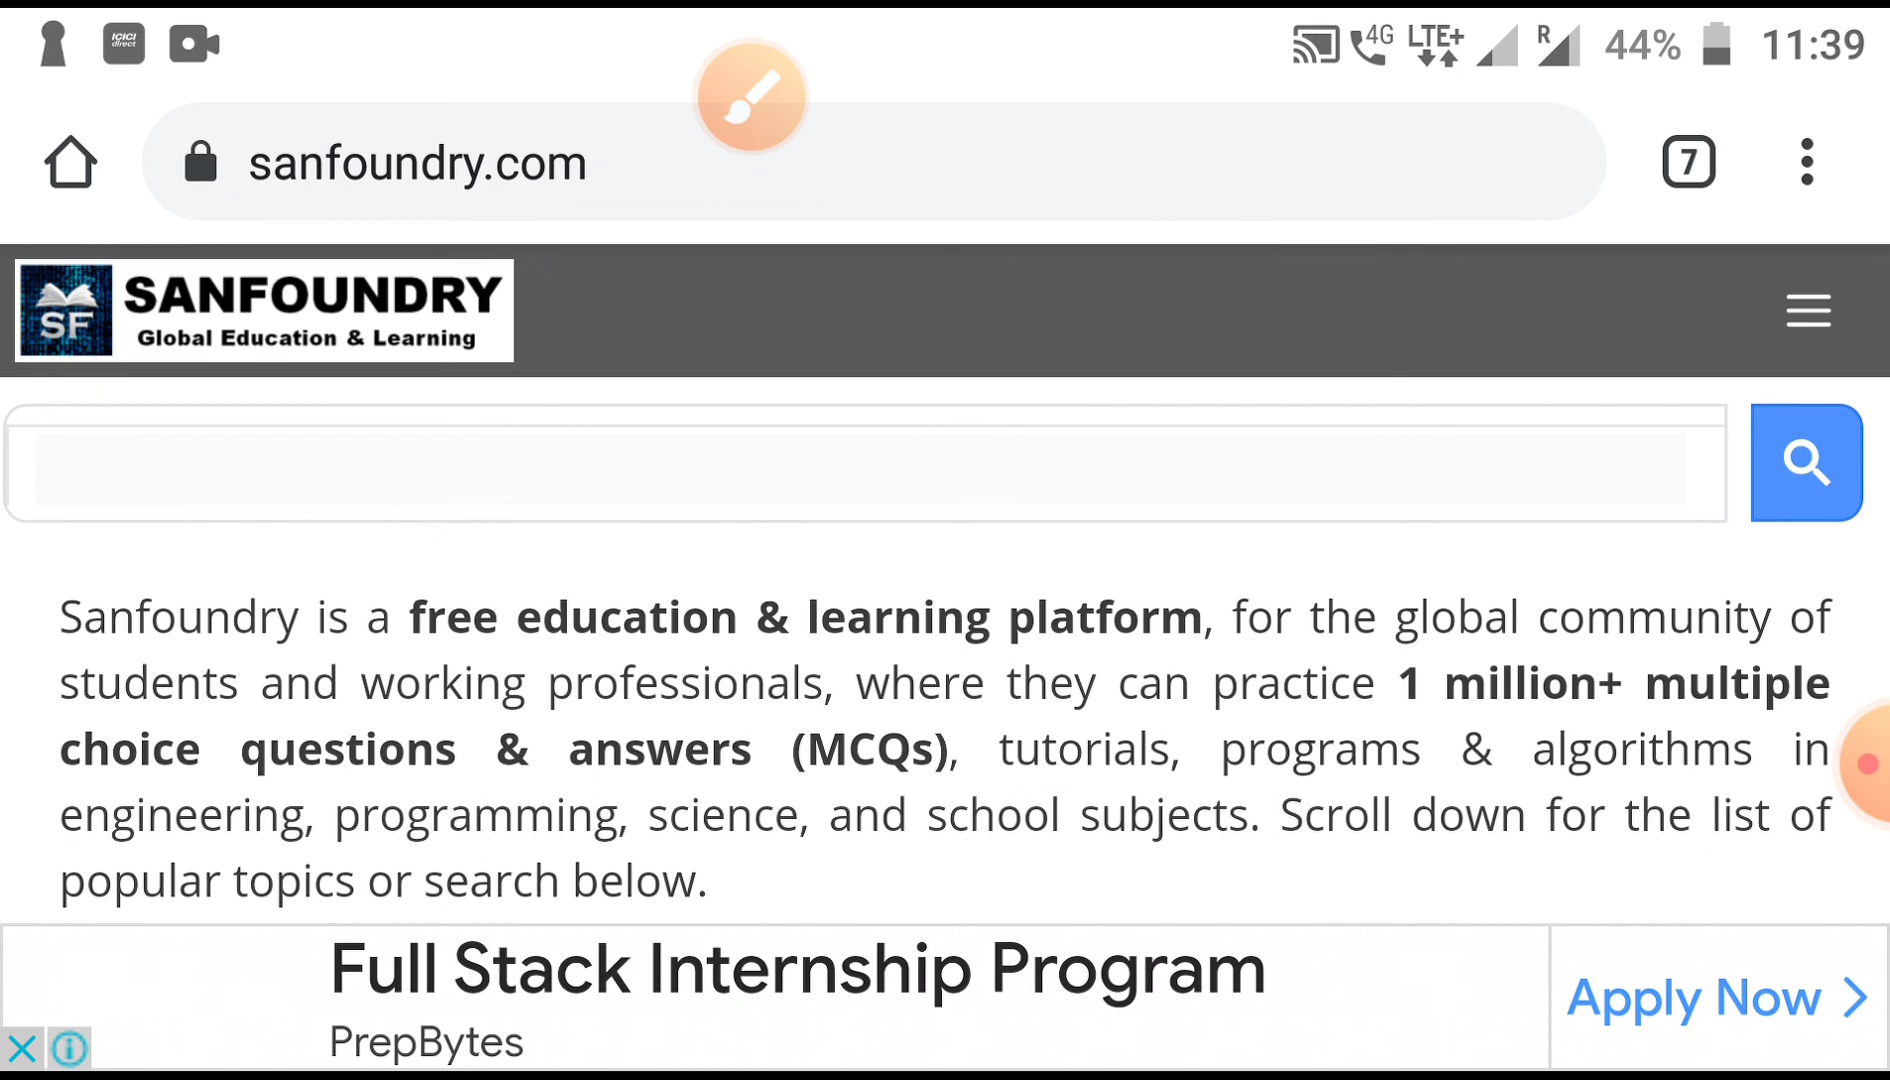 ICICI
direct
4G LTE+ R 44% 11:39
sanfoundry.com
7
SF
SANFOUNDRY
Global Education & Learning
Sanfoundry is a free education & learning platform, for the global community of
students and working professionals, where they can practice 1 million+ multiple
choice questions & answers (MCQs), tutorials, programs & algorithms in
engineering, programming, science, and school subjects. Scroll down for the list of
popular topics or search below.
Full Stack Internship Program
PrepBytes
Apply Now